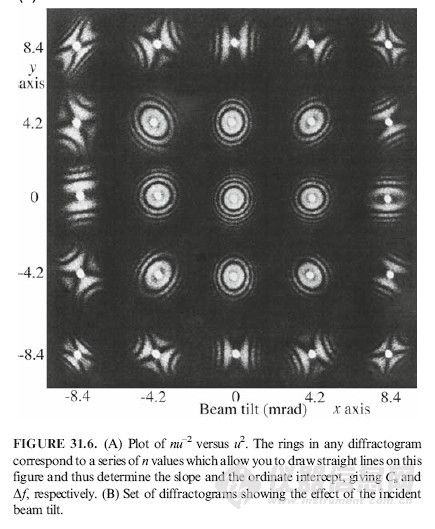 8.4
y
axis
4.2
0
-4.2
-8.4
-8.4 -4.2 0 4.2 8.4
Beam tilt (mrad) x axis
FIGURE 31.6. (A) Plot of nu⁻² versus u². The rings in any diffractogram
correspond to a series of n values which allow you to draw straight lines on this
figure and thus determine the slope and the ordinate intercept, giving Cₛ and
Δf, respectively. (B) Set of diffractograms showing the effect of the incident
beam tilt.